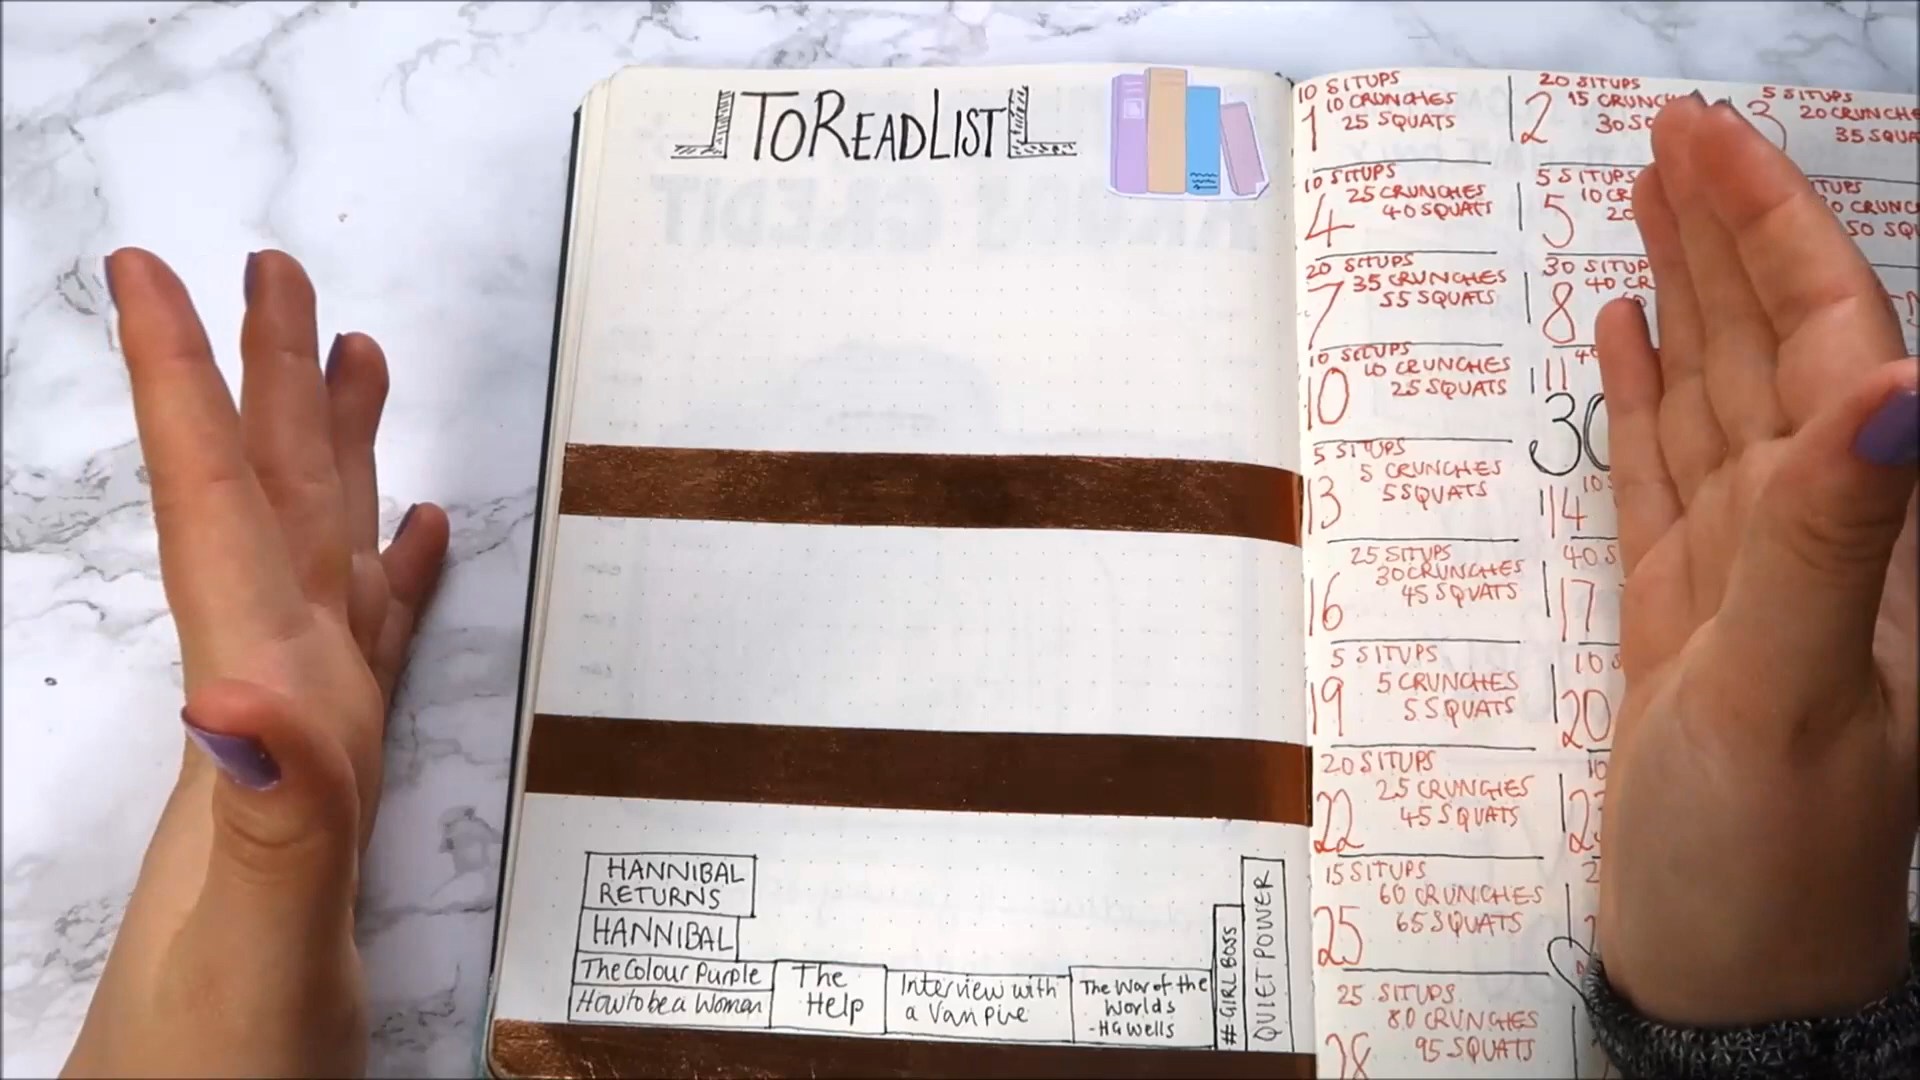 TO READ LIST
HANNIBAL
RETURNS
HANNIBAL
The Colour Purple
How to be a Woman
The
Help
Interview with
a Vampire
The War of the
Worlds
-HG Wells
#GIRLBOSS
QUIET POWER
10 SITUPS
10 CRUNCHES
1 25 SQUATS
20 SITUPS
2 15
30
5 SITUPS
20
3 35
10 SITUPS
25 CRUNCHES
4 40 SQUATS
5 SITUPS
5
20 SITUPS
35 CRUNCHES
7 55 SQUATS
30
8 40
10 SITUPS
10 CRUNCHES
10 25 SQUATS
11
30
5 SITUPS
5 CRUNCHES
13 5 SQUATS
14
25 SITUPS
30 CRUNCHES
16 45 SQUATS
17
5 SITUPS
5 CRUNCHES
19 5 SQUATS
20
20 SITUPS
25 CRUNCHES
22 45 SQUATS
15 SITUPS
60 CRUNCHES
25 65 SQUATS
25 SITUPS
80 CRUNCHES
28 95 SQUATS